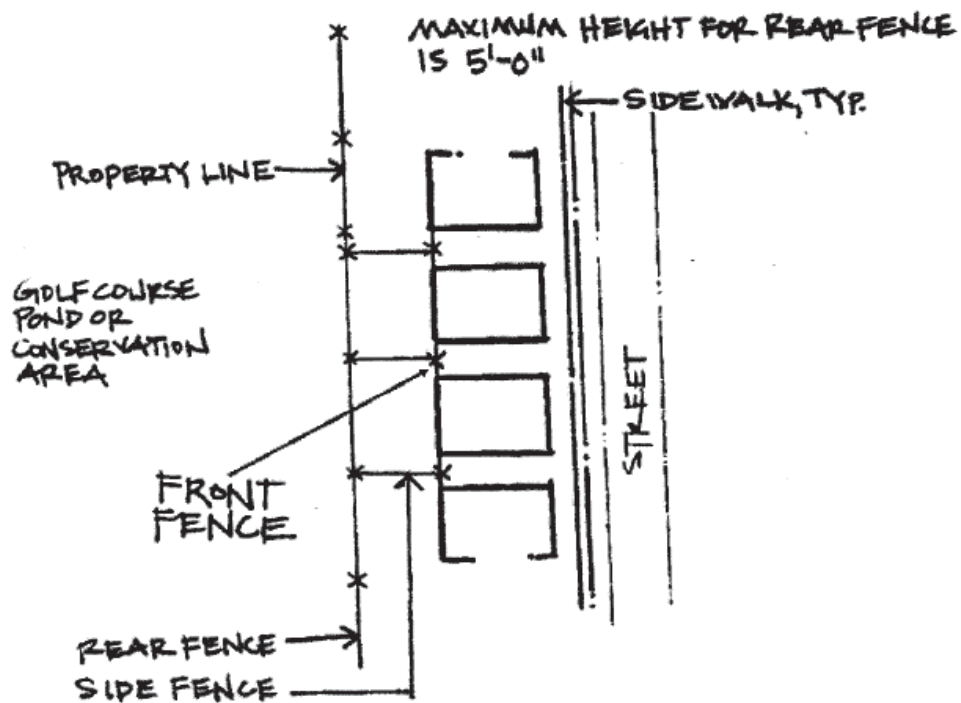 MAXIMUM HEIGHT FOR REAR FENCE
IS 5'-0"
SIDEWALK, TYP.
PROPERTY LINE
GOLF COURSE
POND OR
CONSERVATION
AREA
STREET
FRONT
FENCE
REAR FENCE
SIDE FENCE